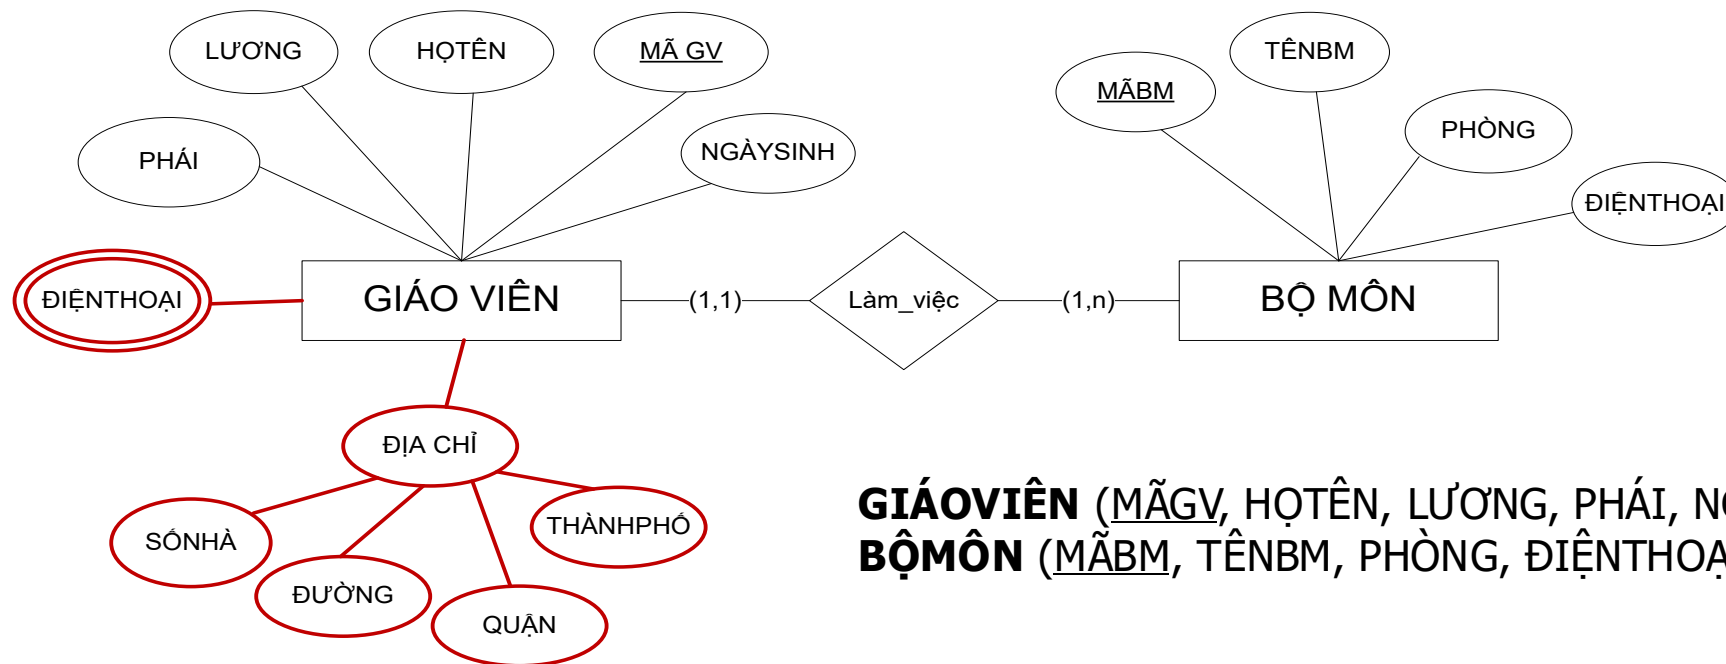 LƯƠNG
HỌTÊN
MÃ GV
TÊNBM
MÃBM
PHÒNG
PHÁI
NGÀYSINH
ĐIỆNTHOẠI
ĐIỆNTHOẠI
GIÁO VIÊN
(1,1)
Làm_việc
(1,n)
BỘ MÔN
ĐỊA CHỈ
SỐNHÀ
THÀNHPHỐ
ĐƯỜNG
QUẬN
GIÁOVIÊN (MÃGV, HỌTÊN, LƯƠNG, PHÁI,
BỘMÔN (MÃBM, TÊNBM, PHÒNG,